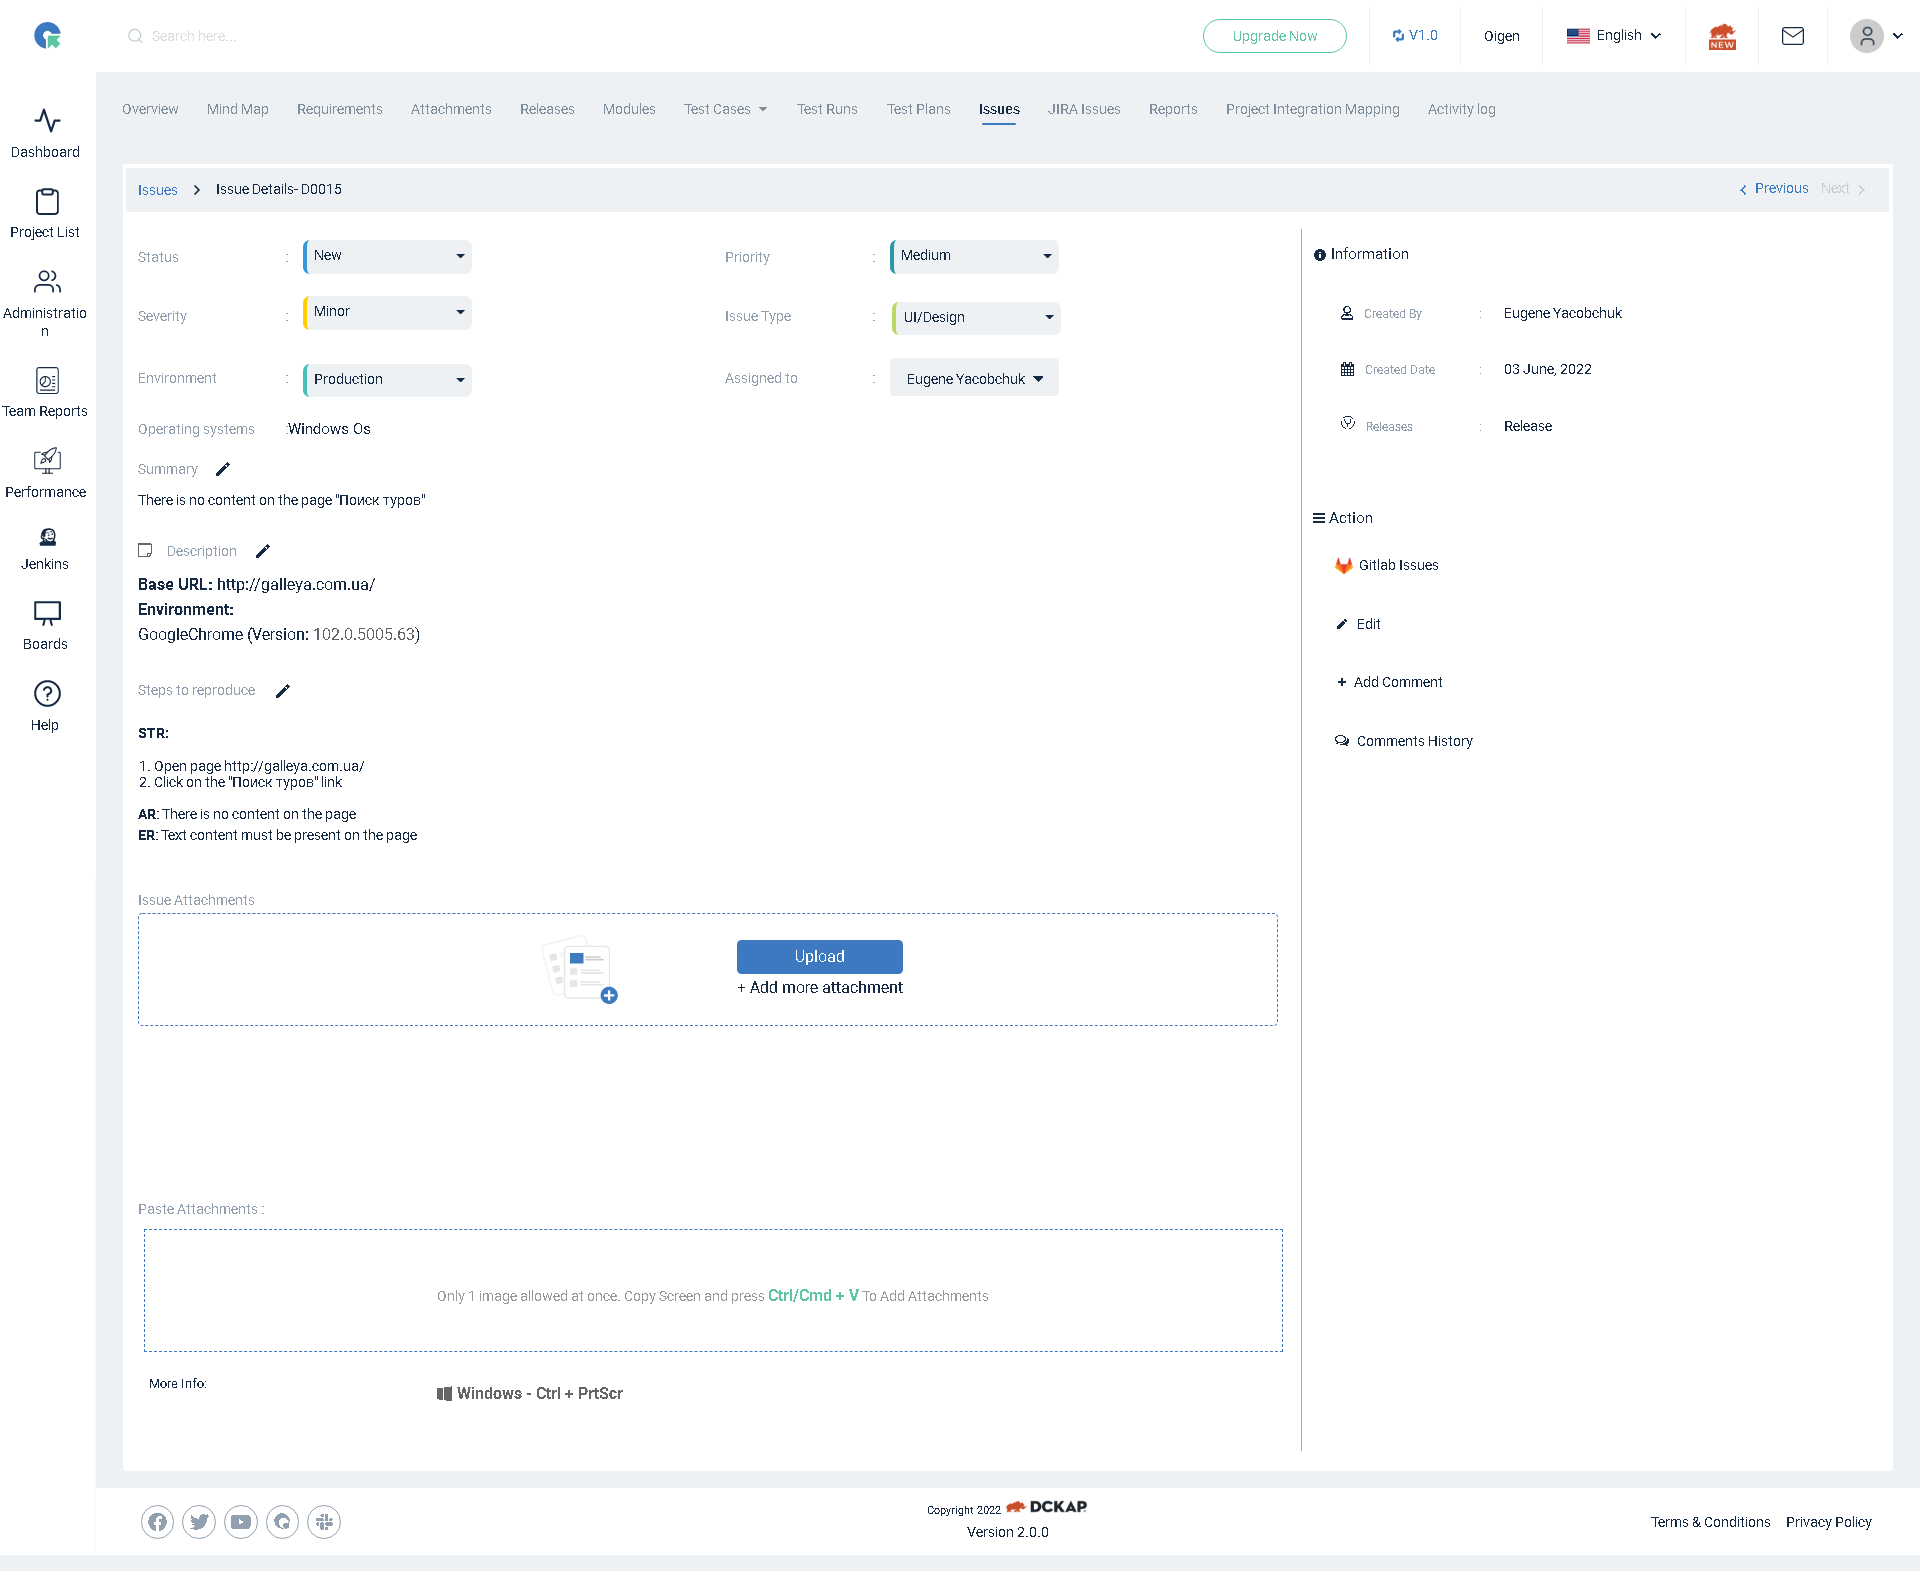 Search here...
Upgrade Now
V1.0
Oigen
English
NEW
Overview
Mind Map
Requirements
Attachments
Releases
Modules
Test Cases
Test Runs
Test Plans
Issues
JIRA Issues
Reports
Project Integration Mapping
Activity log
Dashboard
Project List
Administratio
n
Team Reports
Performance
Jenkins
Boards
Help
Issues
Issue Details- D0015
Previous
Next
Status : New
Priority : Medium
Severity : Minor
Issue Type : UI/Design
Environment : Production
Assigned to : Eugene Yacobchuk
Operating systems :Windows Os
Summary
There is no content on the page "Поиск туров"
Description
Base URL: http://galleya.com.ua/
Environment:
GoogleChrome (Version: 102.0.5005.63)
Steps to reproduce
STR:
1. Open page http://galleya.com.ua/
2. Click on the "Поиск туров" link
AR: There is no content on the page
ER: Text content must be present on the page
Issue Attachments
Upload
+ Add more attachment
Paste Attachments :
Only 1 image allowed at once. Copy Screen and press Ctrl/Cmd + V To Add Attachments
More Info:
Windows - Ctrl + PrtScr
Information
Created By : Eugene Yacobchuk
Created Date : 03 June, 2022
Releases : Release
Action
Gitlab Issues
Edit
+ Add Comment
Comments History
Copyright 2022 DCKAP
Version 2.0.0
Terms & Conditions
Privacy Policy